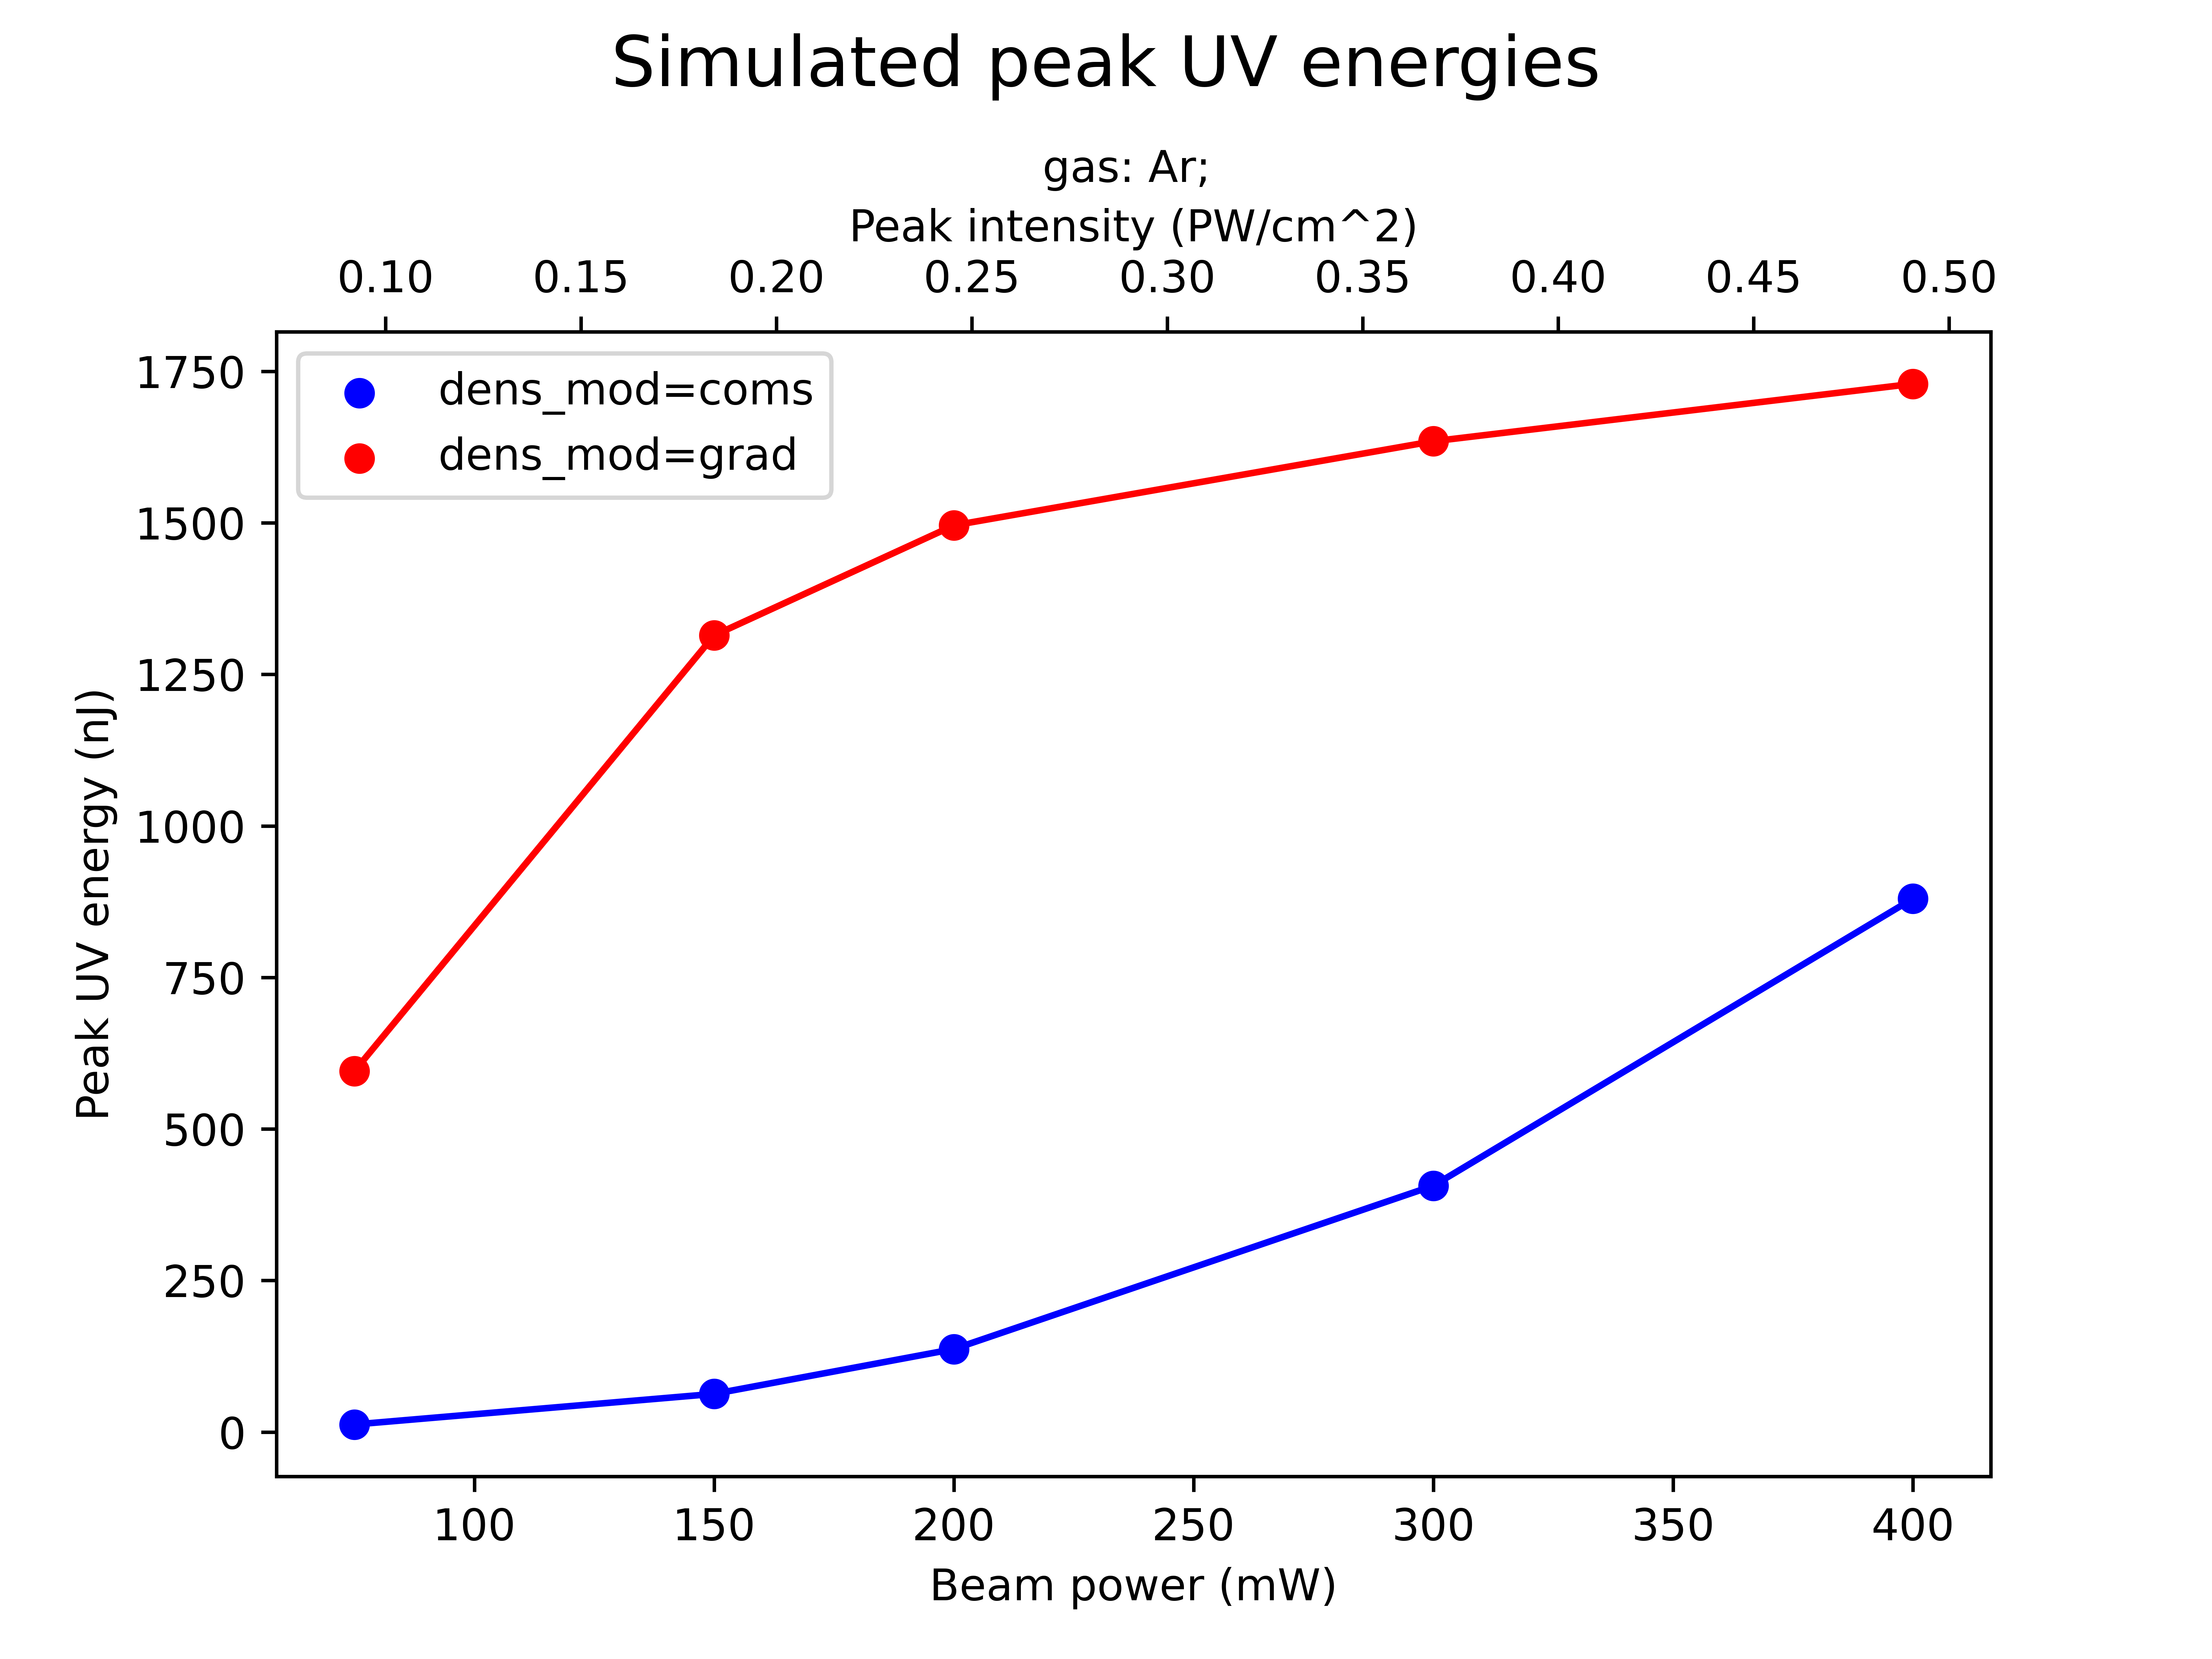 Simulated peak UV energies
gas: Ar;
Peak intensity (PW/cm^2)
0.10 0.15 0.20 0.25 0.30 0.35 0.40 0.45 0.50
dens_mod=coms
dens_mod=grad
Peak UV energy (nJ)
1750
1500
1250
1000
750
500
250
0
100 150 200 250 300 350 400
Beam power (mW)